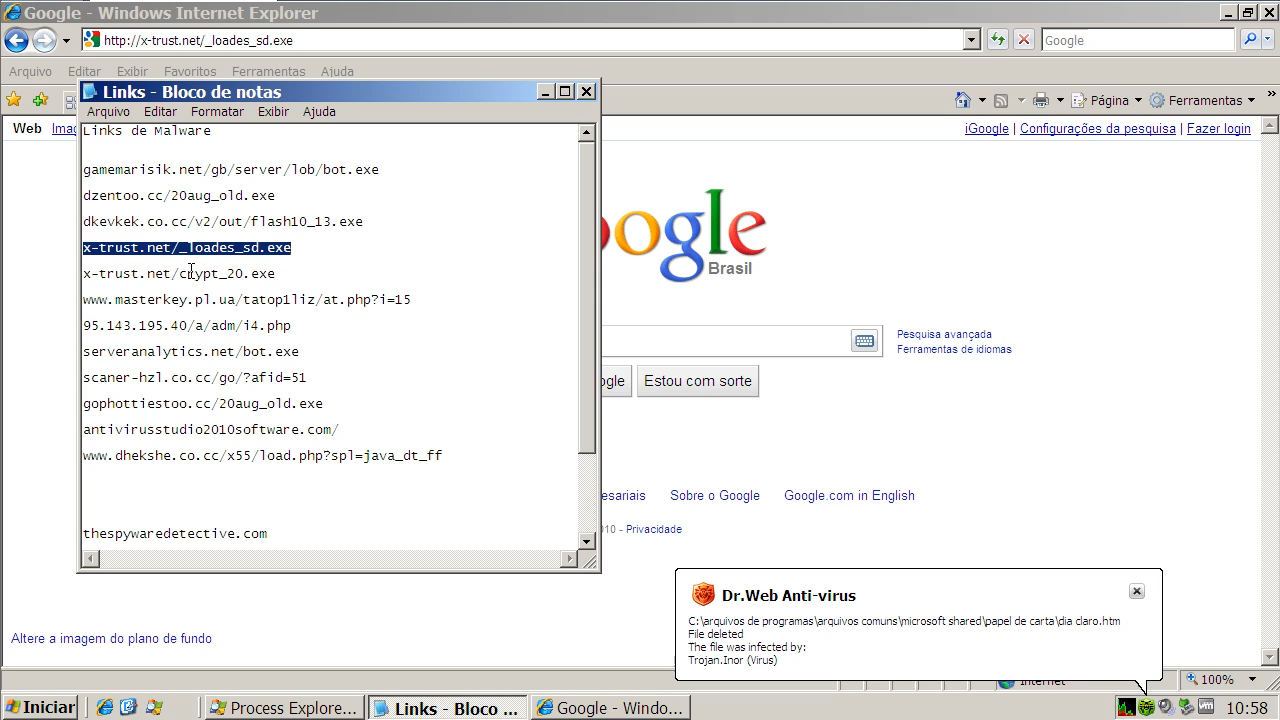 Google - Windows Internet Explorer
http://x-trust.net/_loades_sd.exe
Google
Arquivo Editar Exibir Favoritos Ferramentas Ajuda
Links - Bloco de notas
Página Ferramentas
Arquivo Editar Formatar Exibir Ajuda
Web Imag
iGoogle | Configurações da pesquisa | Fazer login
Links de Malware
gamemarisik.net/gb/server/lob/bot.exe
dzentoo.cc/20aug_old.exe
dkevkek.co.cc/v2/out/flash10_13.exe
x-trust.net/_loades_sd.exe
x-trust.net/crypt_20.exe
www.masterkey.pl.ua/tatop1liz/at.php?i=15
95.143.195.40/a/adm/i4.php
serveranalytics.net/bot.exe
scaner-hzl.co.cc/go/?afid=51
gophottiestoo.cc/20aug_old.exe
antivirusstudio2010software.com/
www.dhekshe.co.cc/x55/load.php?spl=java_dt_ff
thespywaredetective.com
oogle
Brasil
Pesquisa avançada
Ferramentas de idiomas
ogle Estou com sorte
esariais Sobre o Google Google.com in English
010 - Privacidade
Dr.Web Anti-virus
C:\arquivos de programas\arquivos comuns\microsoft shared\papel de carta\dia claro.htm
File deleted
The file was infected by:
Trojan.Inor (Virus)
Altere a imagem do plano de fundo
Internet
100%
Iniciar
Process Explore...
Links - Bloco ...
Google - Windo...
10:58